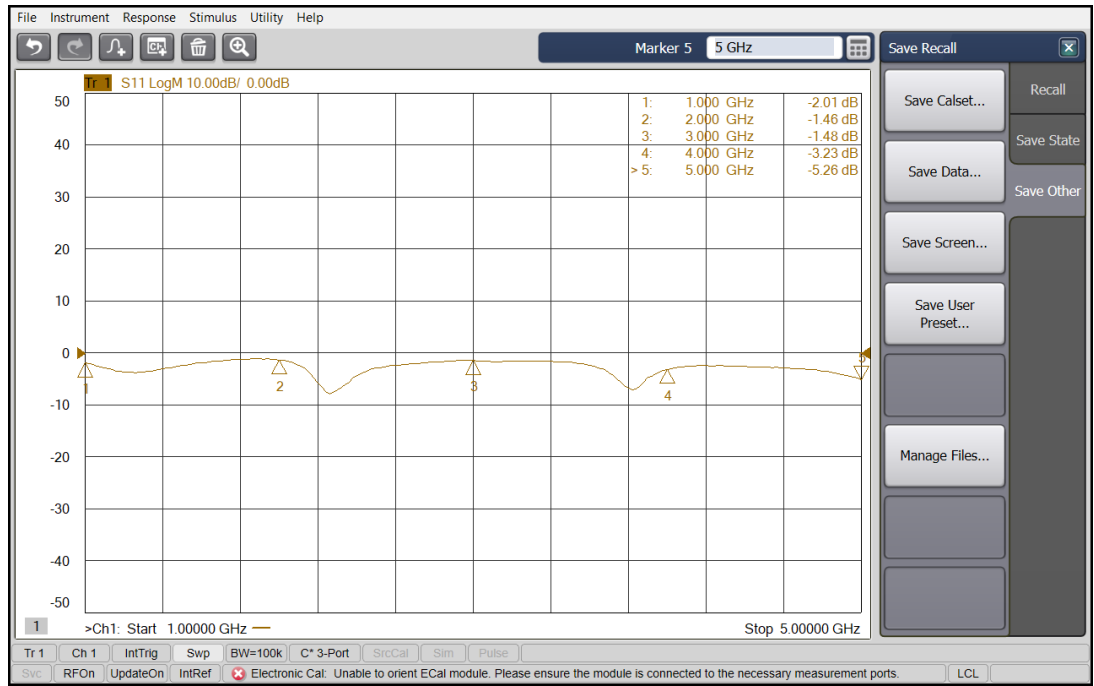 File Instrument Response Stimulus Utility Help
Marker 5 5 GHz
Save Recall
Tr 1 S11 LogM 10.00dB/ 0.00dB
50
40
30
20
10
0
-10
-20
-30
-40
-50
1: 1.000 GHz -2.01 dB
2: 2.000 GHz -1.46 dB
3: 3.000 GHz -1.48 dB
4: 4.000 GHz -3.23 dB
> 5: 5.000 GHz -5.26 dB
1
2
3
4
5
1
>Ch1: Start 1.00000 GHz
Stop 5.00000 GHz
Save Calset...
Save Data...
Save Screen...
Save User
Preset...
Manage Files...
Recall
Save State
Save Other
Tr 1 Ch 1 IntTrig Swp BW=100k C* 3-Port SrcCal Sim Pulse
Svc RFOn UpdateOn IntRef Electronic Cal: Unable to orient ECal module. Please ensure the module is connected to the necessary measurement ports. LCL